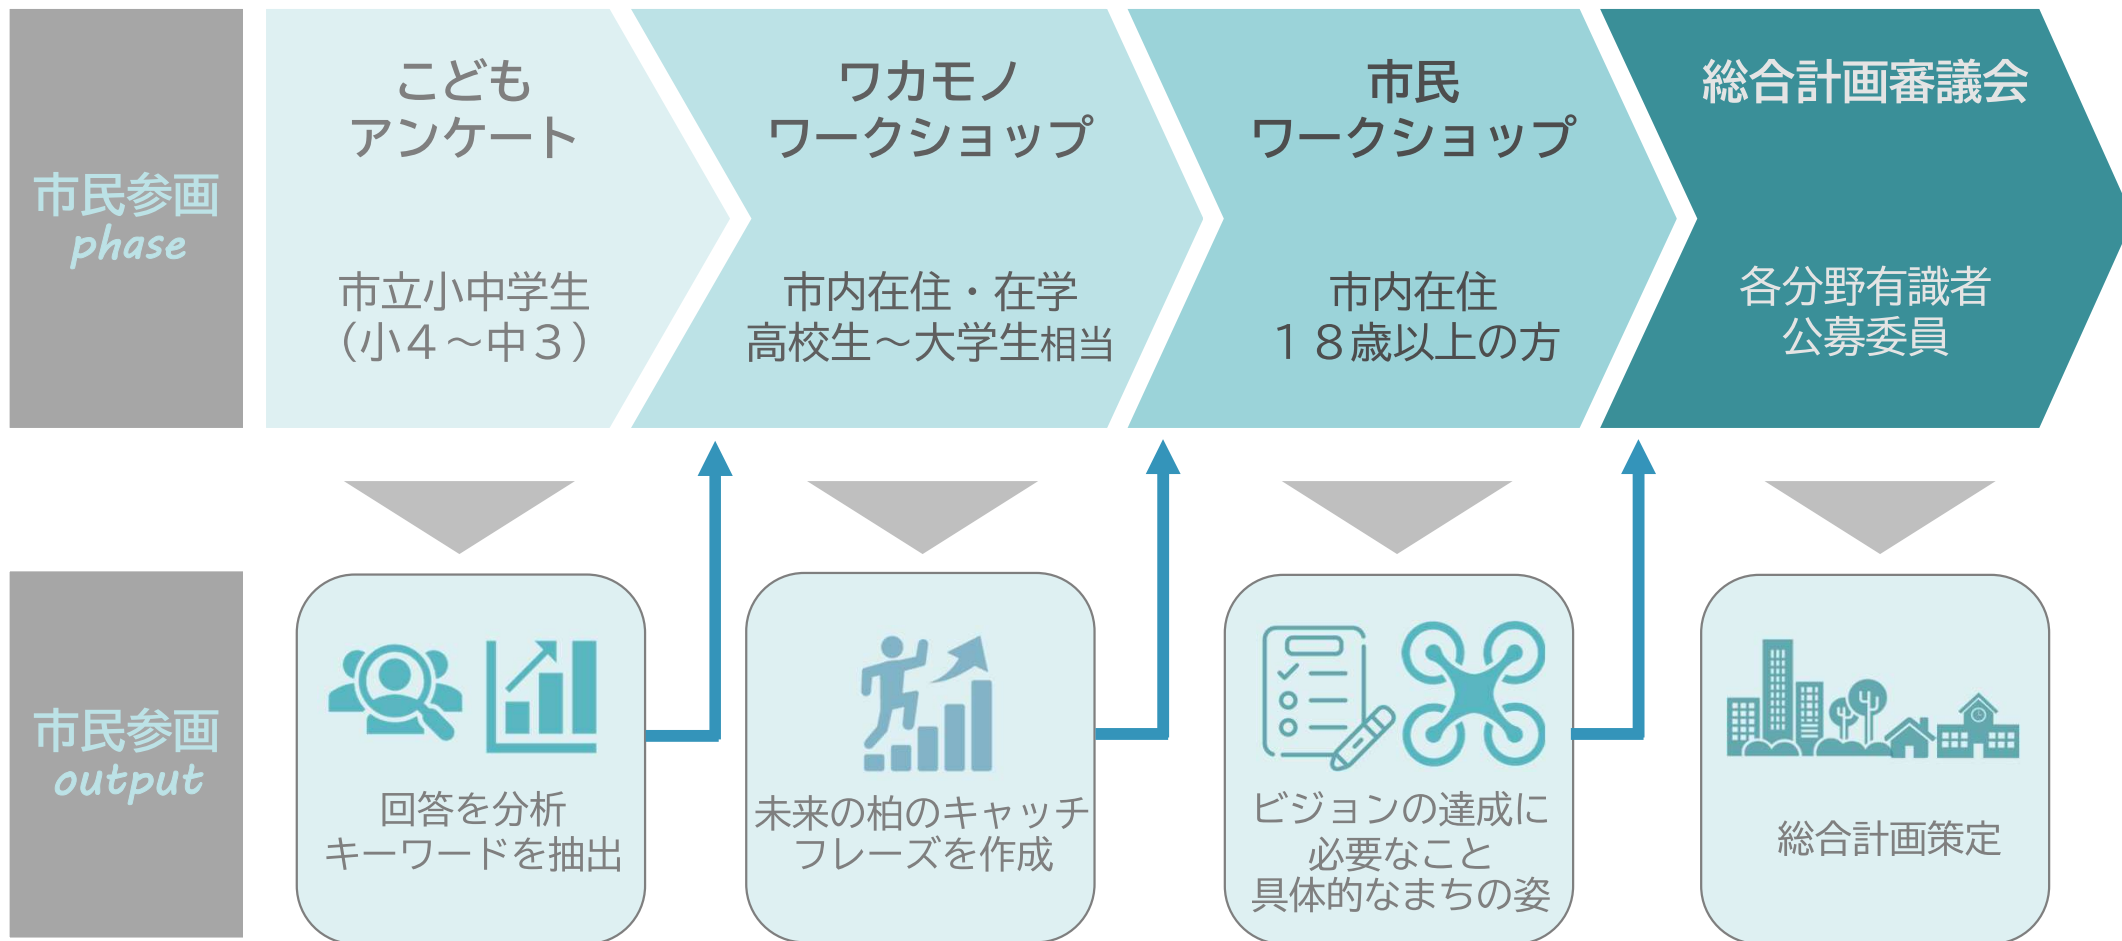 市民参画
phase
こども
アンケート
市立小中学生
（小４～中３）
ワカモノ
ワークショップ
市内在住・在学
高校生～大学生相当
市民
ワークショップ
市内在住
１８歳以上の方
総合計画審議会
各分野有識者
公募委員
市民参画
output
回答を分析
キーワードを抽出
未来の柏のキャッチ
フレーズを作成
ビジョンの達成に
必要なこと
具体的なまちの姿
総合計画策定